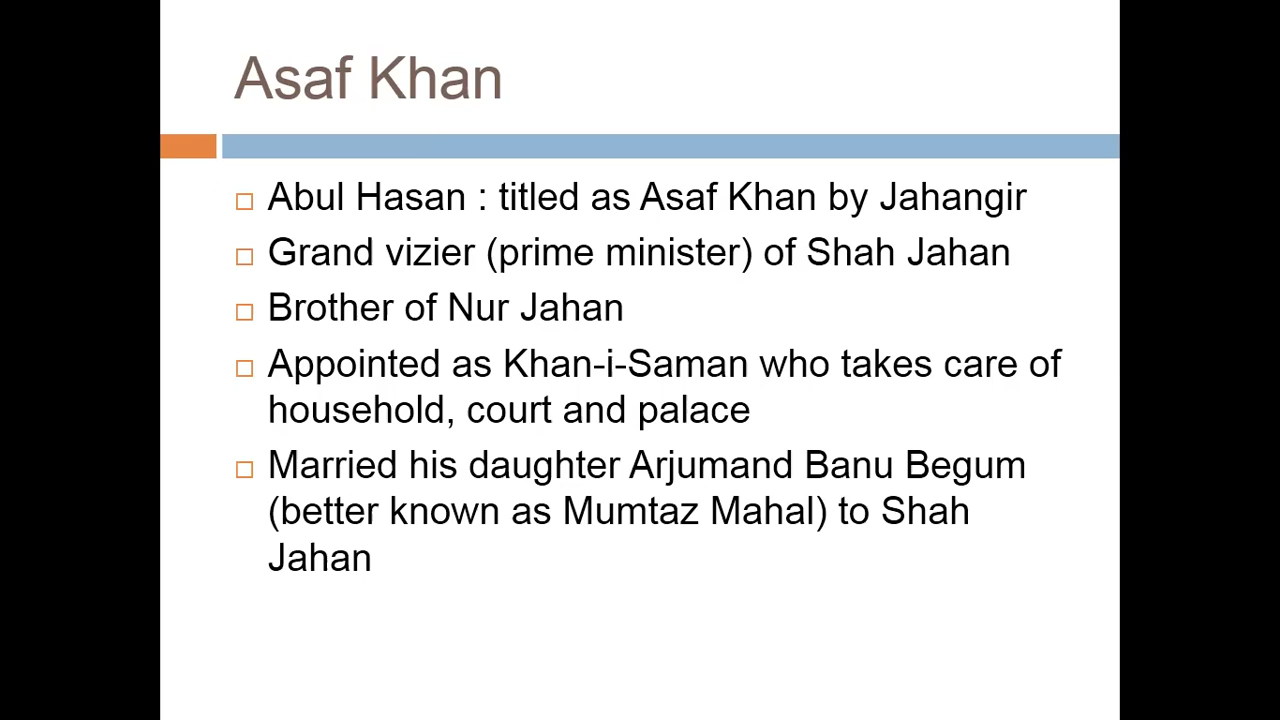 Asaf Khan
Abul Hasan : titled as Asaf Khan by Jahangir
Grand vizier (prime minister) of Shah Jahan
Brother of Nur Jahan
Appointed as Khan-i-Saman who takes care of
household, court and palace
Married his daughter Arjumand Banu Begum
(better known as Mumtaz Mahal) to Shah
Jahan